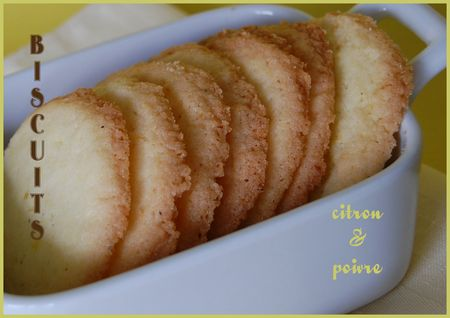 BISCUITS
citron
&
poivre